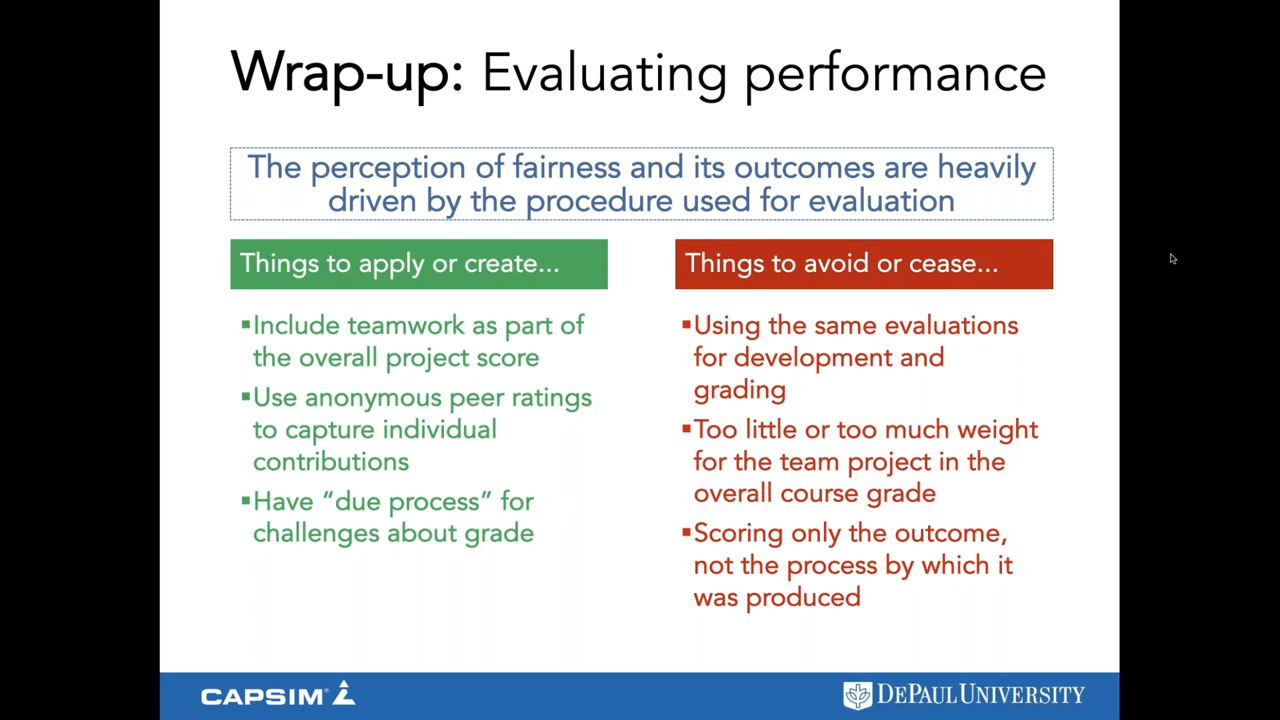 Wrap-up: Evaluating performance
The perception of fairness and its outcomes are heavily
driven by the procedure used for evaluation
Things to apply or create...
▪Include teamwork as part of
the overall project score
▪Use anonymous peer ratings
to capture individual
contributions
▪Have “due process” for
challenges about grade
Things to avoid or cease...
▪Using the same evaluations
for development and
grading
▪Too little or too much weight
for the team project in the
overall course grade
▪Scoring only the outcome,
not the process by which it
was produced
CAPSIM®
DEPAUL UNIVERSITY